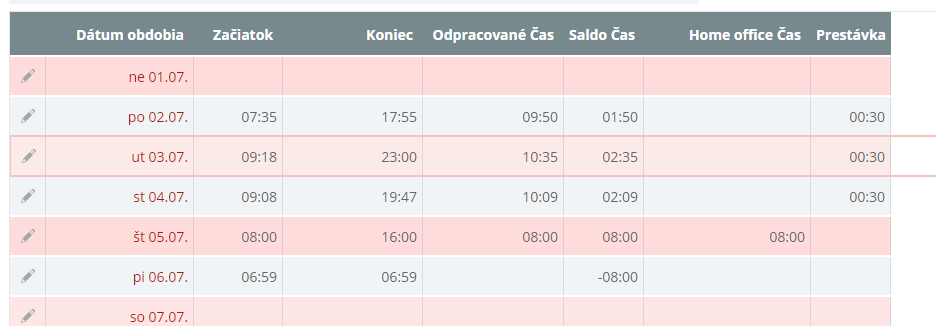 Dátum obdobia Začiatok Koniec Odpracované Čas Saldo Čas Home office Čas Prestávka
ne 01.07.
po 02.07. 07:35 17:55 09:50 01:50 00:30
ut 03.07. 09:18 23:00 10:35 02:35 00:30
st 04.07. 09:08 19:47 10:09 02:09 00:30
št 05.07. 08:00 16:00 08:00 08:00 08:00
pi 06.07. 06:59 06:59 -08:00
so 07.07.